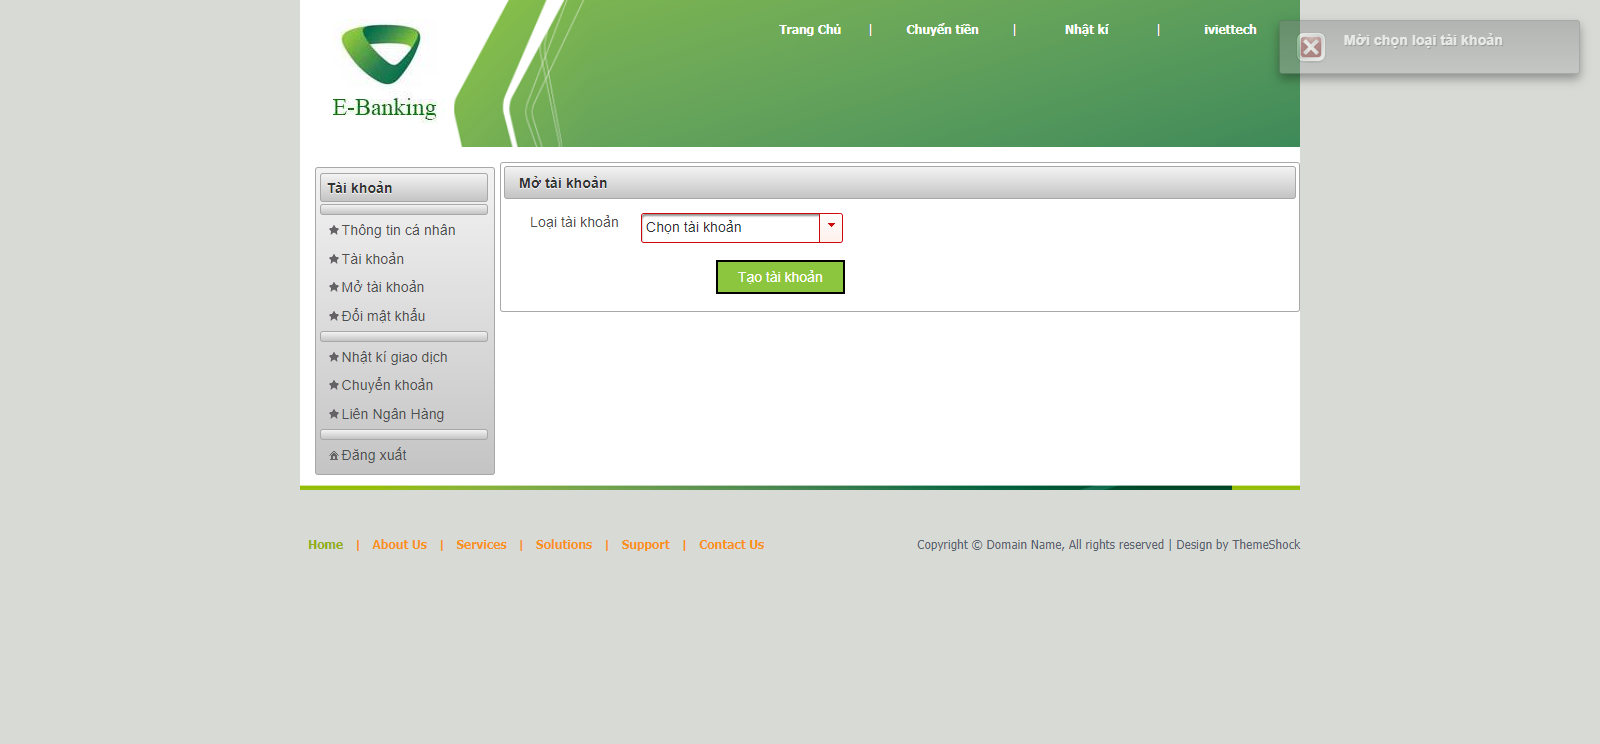 Trang Chủ | Chuyển tiền | Nhật kí | iviettech
Mời chọn loại tài khoản
E-Banking
Tài khoản
Thông tin cá nhân
Tài khoản
Mở tài khoản
Đổi mật khẩu
Nhật kí giao dịch
Chuyển khoản
Liên Ngân Hàng
Đăng xuất
Mở tài khoản
Loại tài khoản
Chọn tài khoản
Tạo tài khoản
Home | About Us | Services | Solutions | Support | Contact Us
Copyright © Domain Name, All rights reserved | Design by ThemeShock